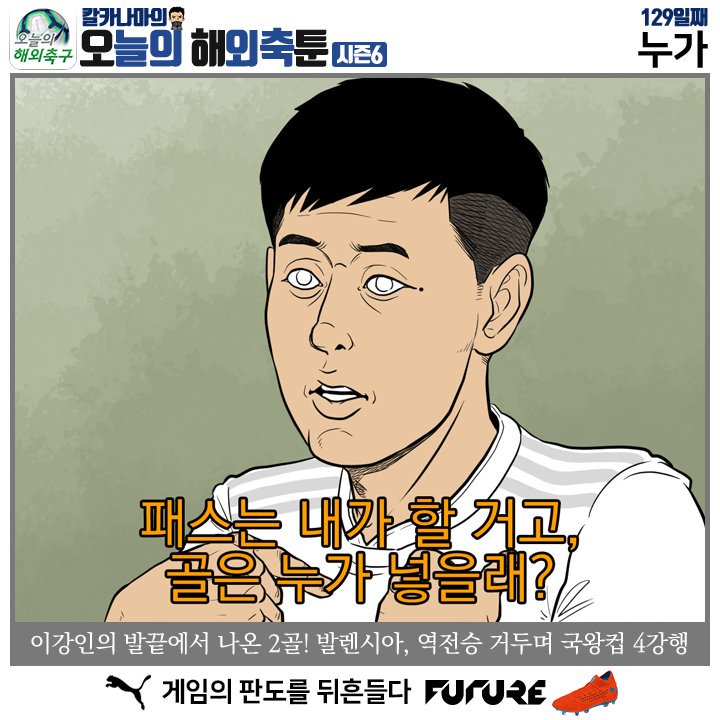 오늘의
해외축구
칼카나마의
오늘의 해외축툰
시즌6
129일째
누가
패스는 내가 할 거고,
골은 누가 넣을래?
이강인의 발끝에서 나온 2골! 발렌시아, 역전승 거두며 국왕컵 4강행
게임의 판도를 뒤흔들다 FUTURE